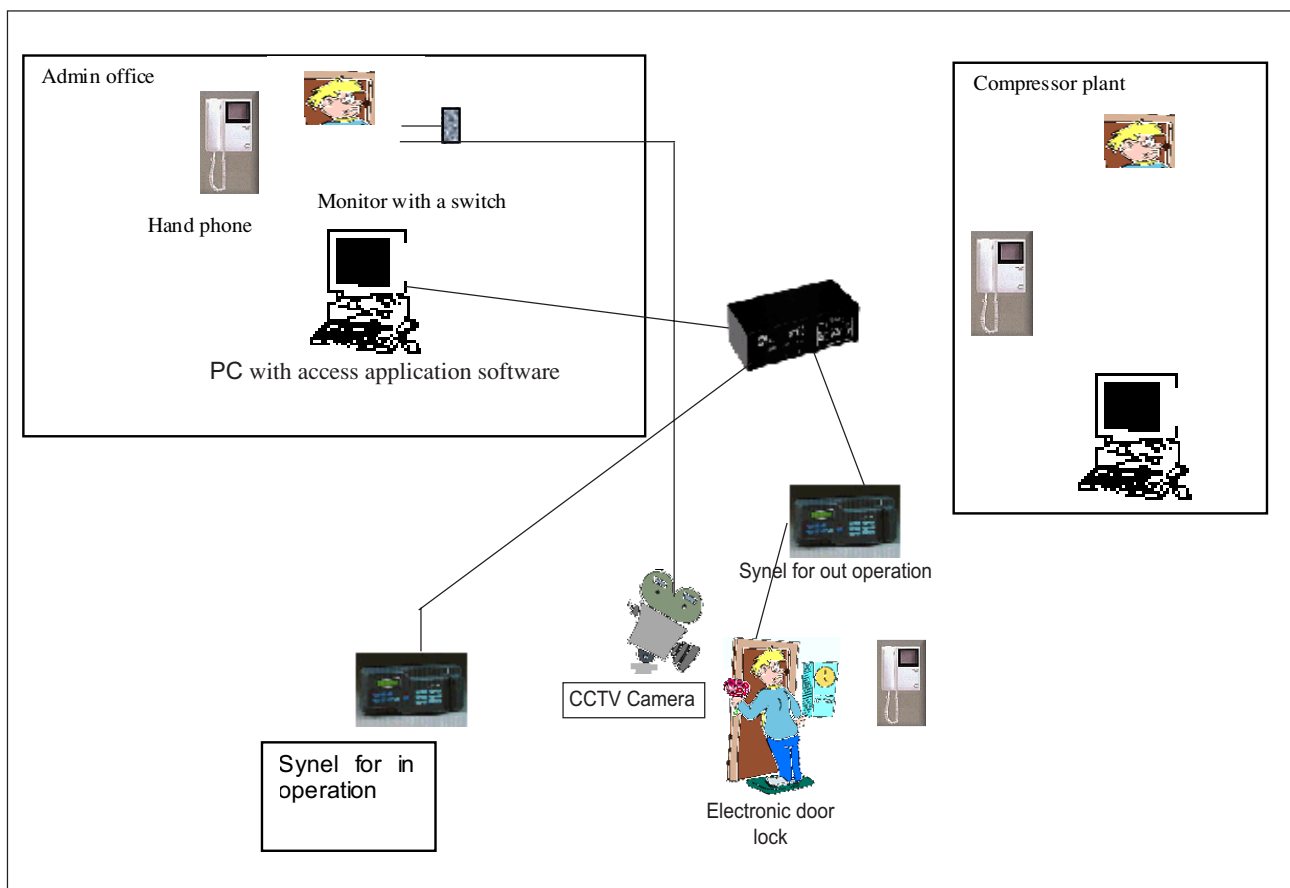 Admin office
Compressor plant
Monitor with a switch
Hand phone
PC with access application software
Synel for out operation
CCTV Camera
Synel for in
operation
Electronic door
lock